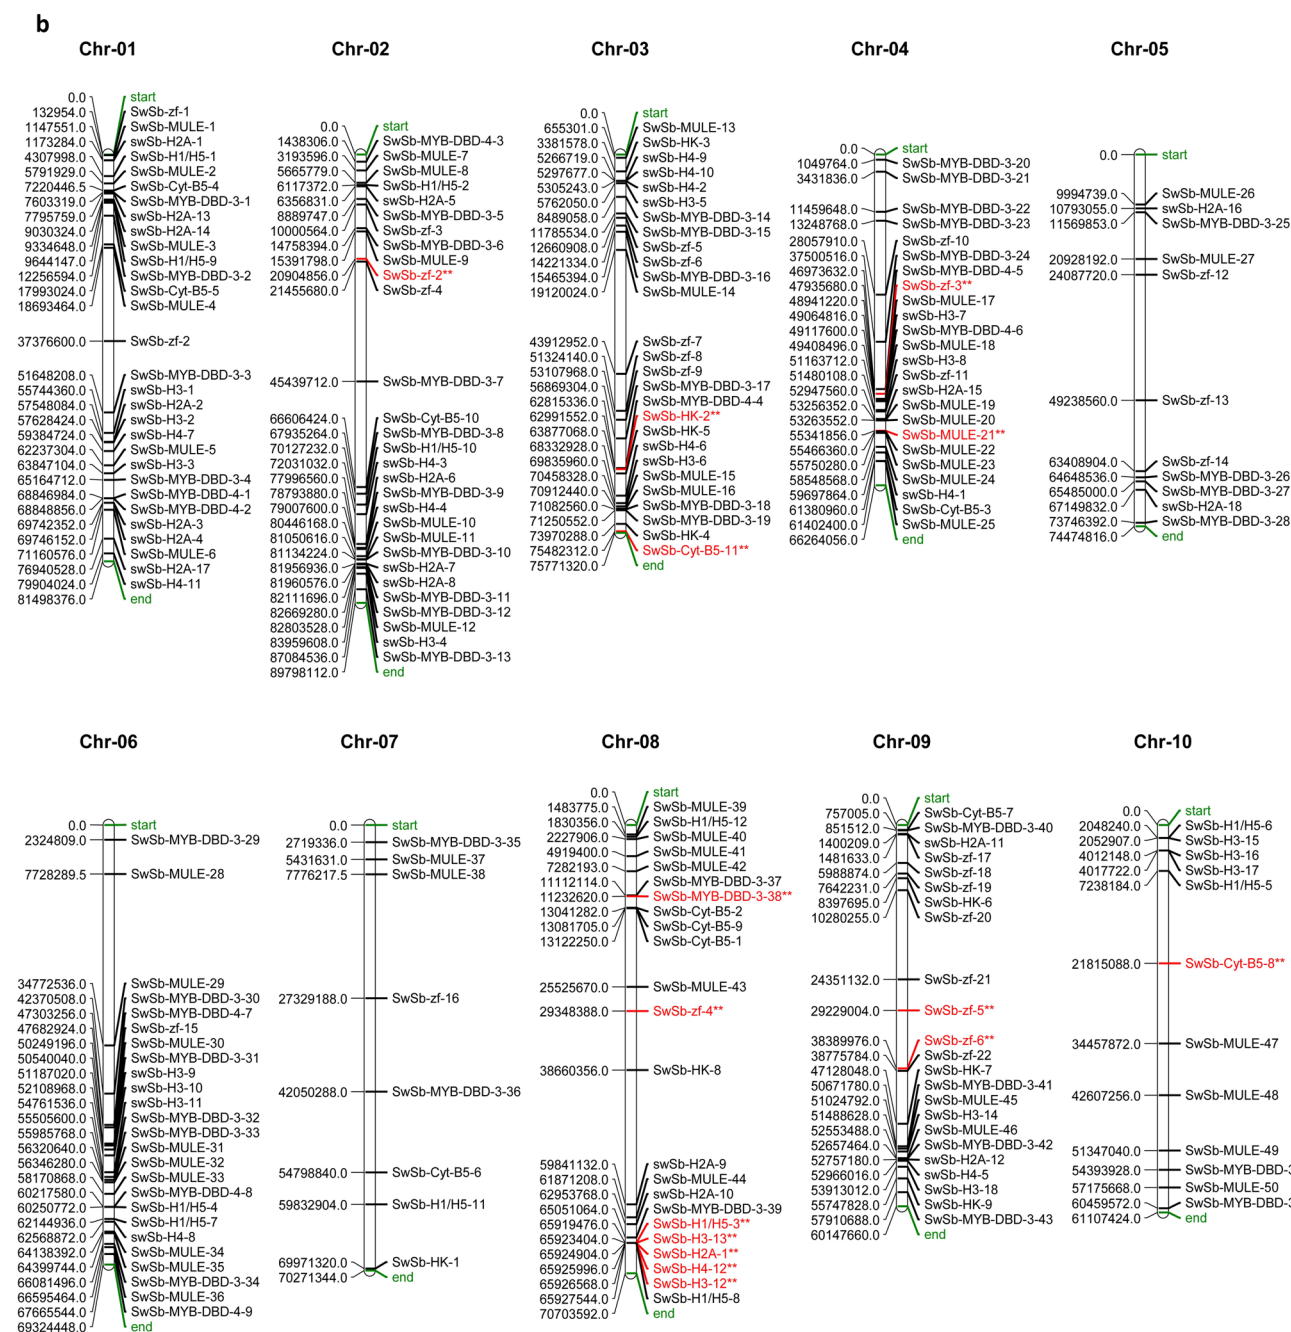 b
Chr-01
0.0 start
132954.0 SwSb-zf-1
1147551.0 SwSb-MULE-1
1173284.0 swSb-H2A-1
4307998.0 SwSb-H1/H5-1
5791929.0 SwSb-MULE-2
7220446.5 SwSb-Cyt-B5-4
7603319.0 SwSb-MYB-DBD-3-1
7795759.0 swSb-H2A-13
9030324.0 swSb-H2A-14
9334648.0 SwSb-MULE-3
9644147.0 SwSb-H1/H5-9
12256594.0 SwSb-MYB-DBD-3-2
17993024.0 SwSb-Cyt-B5-5
18693464.0 SwSb-MULE-4
37376600.0 SwSb-zf-2
51648208.0 SwSb-MYB-DBD-3-3
55744360.0 swSb-H3-1
57548084.0 swSb-H2A-2
57628424.0 swSb-H3-2
59384724.0 swSb-H4-7
62237304.0 SwSb-MULE-5
63847104.0 swSb-H3-3
65164712.0 SwSb-MYB-DBD-3-4
68846984.0 SwSb-MYB-DBD-4-1
68848856.0 SwSb-MYB-DBD-4-2
69742352.0 swSb-H2A-3
69746152.0 swSb-H2A-4
71160576.0 SwSb-MULE-6
76940528.0 swSb-H2A-17
79904024.0 swSb-H4-11
81498376.0 end
Chr-02
0.0 start
1438306.0 SwSb-MYB-DBD-4-3
3193596.0 SwSb-MULE-7
5665779.0 SwSb-MULE-8
6117372.0 SwSb-H1/H5-2
6356831.0 swSb-H2A-5
8889747.0 SwSb-MYB-DBD-3-5
10000564.0 SwSb-zf-3
14758394.0 SwSb-MYB-DBD-3-6
15391798.0 SwSb-MULE-9
20904856.0 SwSb-zf-2**
21455680.0 SwSb-zf-4
45439712.0 SwSb-MYB-DBD-3-7
66606424.0 SwSb-Cyt-B5-10
67935264.0 SwSb-MYB-DBD-3-8
70127232.0 SwSb-H1/H5-10
72031032.0 swSb-H4-3
77996560.0 swSb-H2A-6
78793880.0 SwSb-MYB-DBD-3-9
79007600.0 swSb-H4-4
80446168.0 SwSb-MULE-10
81050616.0 SwSb-MULE-11
81134224.0 SwSb-MYB-DBD-3-10
81956936.0 swSb-H2A-7
81960576.0 swSb-H2A-8
82111696.0 SwSb-MYB-DBD-3-11
82669280.0 SwSb-MYB-DBD-3-12
82803528.0 SwSb-MULE-12
83959608.0 swSb-H3-4
87084536.0 SwSb-MYB-DBD-3-13
89798112.0 end
Chr-03
0.0 start
655301.0 SwSb-MULE-13
3381578.0 SwSb-HK-3
5266719.0 swSb-H4-9
5297677.0 swSb-H4-10
5305243.0 swSb-H4-2
5762050.0 swSb-H3-5
8489058.0 SwSb-MYB-DBD-3-14
11785534.0 SwSb-MYB-DBD-3-15
12660908.0 SwSb-zf-5
14221334.0 SwSb-zf-6
15465394.0 SwSb-MYB-DBD-3-16
19120024.0 SwSb-MULE-14
43912952.0 SwSb-zf-7
51324140.0 SwSb-zf-8
53107968.0 SwSb-zf-9
56869304.0 SwSb-MYB-DBD-3-17
62815336.0 SwSb-MYB-DBD-4-4
62991552.0 SwSb-HK-2**
63877068.0 SwSb-HK-5
68332928.0 swSb-H4-6
69835960.0 swSb-H3-6
70458328.0 SwSb-MULE-15
70912440.0 SwSb-MULE-16
71082560.0 SwSb-MYB-DBD-3-18
71250552.0 SwSb-MYB-DBD-3-19
73970288.0 SwSb-HK-4
75482312.0 SwSb-Cyt-B5-11**
75771320.0 end
Chr-04
0.0 start
1049764.0 SwSb-MYB-DBD-3-20
3431836.0 SwSb-MYB-DBD-3-21
11459648.0 SwSb-MYB-DBD-3-22
13248768.0 SwSb-MYB-DBD-3-23
28057910.0 SwSb-zf-10
37500516.0 SwSb-MYB-DBD-3-24
46973632.0 SwSb-MYB-DBD-4-5
47935680.0 SwSb-zf-3**
48941220.0 SwSb-MULE-17
49064816.0 swSb-H3-7
49117600.0 SwSb-MYB-DBD-4-6
49408496.0 SwSb-MULE-18
51163712.0 swSb-H3-8
51480108.0 SwSb-zf-11
52947560.0 swSb-H2A-15
53256352.0 SwSb-MULE-19
53263552.0 SwSb-MULE-20
55341856.0 SwSb-MULE-21**
55466360.0 SwSb-MULE-22
55750280.0 SwSb-MULE-23
58548568.0 SwSb-MULE-24
59697864.0 swSb-H4-1
61380960.0 SwSb-Cyt-B5-3
61402400.0 SwSb-MULE-25
66264056.0 end
Chr-05
0.0 start
9994739.0 SwSb-MULE-26
10793055.0 swSb-H2A-16
11569853.0 SwSb-MYB-DBD-3-25
20928192.0 SwSb-MULE-27
24087720.0 SwSb-zf-12
49238560.0 SwSb-zf-13
63408904.0 SwSb-zf-14
64648536.0 SwSb-MYB-DBD-3-26
65485000.0 SwSb-MYB-DBD-3-27
67149832.0 swSb-H2A-18
73746392.0 SwSb-MYB-DBD-3-28
74474816.0 end
Chr-06
0.0 start
2324809.0 SwSb-MYB-DBD-3-29
7728289.5 SwSb-MULE-28
34772536.0 SwSb-MULE-29
42370508.0 SwSb-MYB-DBD-3-30
47303256.0 SwSb-MYB-DBD-4-7
47682924.0 SwSb-zf-15
50249196.0 SwSb-MULE-30
50540040.0 SwSb-MYB-DBD-3-31
51187020.0 swSb-H3-9
52108968.0 swSb-H3-10
54761536.0 swSb-H3-11
55505600.0 SwSb-MYB-DBD-3-32
55985768.0 SwSb-MYB-DBD-3-33
56320640.0 SwSb-MULE-31
56346280.0 SwSb-MULE-32
58170868.0 SwSb-MULE-33
60217580.0 SwSb-MYB-DBD-4-8
60250772.0 SwSb-H1/H5-4
62144936.0 SwSb-H1/H5-7
62568872.0 swSb-H4-8
64138392.0 SwSb-MULE-34
64399744.0 SwSb-MULE-35
66081496.0 SwSb-MYB-DBD-3-34
66595464.0 SwSb-MULE-36
67665544.0 SwSb-MYB-DBD-4-9
69324448.0 end
Chr-07
0.0 start
2719336.0 SwSb-MYB-DBD-3-35
5431631.0 SwSb-MULE-37
7776217.5 SwSb-MULE-38
27329188.0 SwSb-zf-16
42050288.0 SwSb-MYB-DBD-3-36
54798840.0 SwSb-Cyt-B5-6
59832904.0 SwSb-H1/H5-11
69971320.0 SwSb-HK-1
70271344.0 end
Chr-08
0.0 start
1483775.0 SwSb-MULE-39
1830356.0 SwSb-H1/H5-12
2227906.0 SwSb-MULE-40
4919400.0 SwSb-MULE-41
7282193.0 SwSb-MULE-42
11112114.0 SwSb-MYB-DBD-3-37
11232620.0 SwSb-MYB-DBD-3-38**
13041282.0 SwSb-Cyt-B5-2
13081705.0 SwSb-Cyt-B5-9
13122250.0 SwSb-Cyt-B5-1
25525670.0 SwSb-MULE-43
29348388.0 SwSb-zf-4**
38660356.0 SwSb-HK-8
59841132.0 swSb-H2A-9
61871208.0 SwSb-MULE-44
62953768.0 swSb-H2A-10
65051064.0 SwSb-MYB-DBD-3-39
65919476.0 SwSb-H1/H5-3**
65923404.0 SwSb-H3-13**
65924904.0 SwSb-H2A-1**
65925996.0 SwSb-H4-12**
65926568.0 SwSb-H3-12**
65927544.0 SwSb-H1/H5-8
70703592.0 end
Chr-09
0.0 start
757005.0 SwSb-Cyt-B5-7
851512.0 SwSb-MYB-DBD-3-40
1400209.0 swSb-H2A-11
1481633.0 SwSb-zf-17
5988874.0 SwSb-zf-18
7642231.0 SwSb-zf-19
8397695.0 SwSb-HK-6
10280255.0 SwSb-zf-20
24351132.0 SwSb-zf-21
29229004.0 SwSb-zf-5**
38389976.0 SwSb-zf-6**
38775784.0 SwSb-zf-22
47128048.0 SwSb-HK-7
50671780.0 SwSb-MYB-DBD-3-41
51024792.0 SwSb-MULE-45
51488628.0 SwSb-H3-14
52553488.0 SwSb-MULE-46
52657464.0 SwSb-MYB-DBD-3-42
52757180.0 swSb-H2A-12
52966016.0 swSb-H4-5
53913012.0 SwSb-H3-18
55747828.0 SwSb-HK-9
57910688.0 SwSb-MYB-DBD-3-43
60147660.0 end
Chr-10
0.0 start
2048240.0 SwSb-H1/H5-6
2052907.0 SwSb-H3-15
4012148.0 SwSb-H3-16
4017722.0 SwSb-H3-17
7238184.0 SwSb-H1/H5-5
21815088.0 SwSb-Cyt-B5-8**
34457872.0 SwSb-MULE-47
42607256.0 SwSb-MULE-48
51347040.0 SwSb-MULE-49
54393928.0 SwSb-MYB-DBD-3
57175668.0 SwSb-MULE-50
60459572.0 SwSb-MYB-DBD-3
61107424.0 end